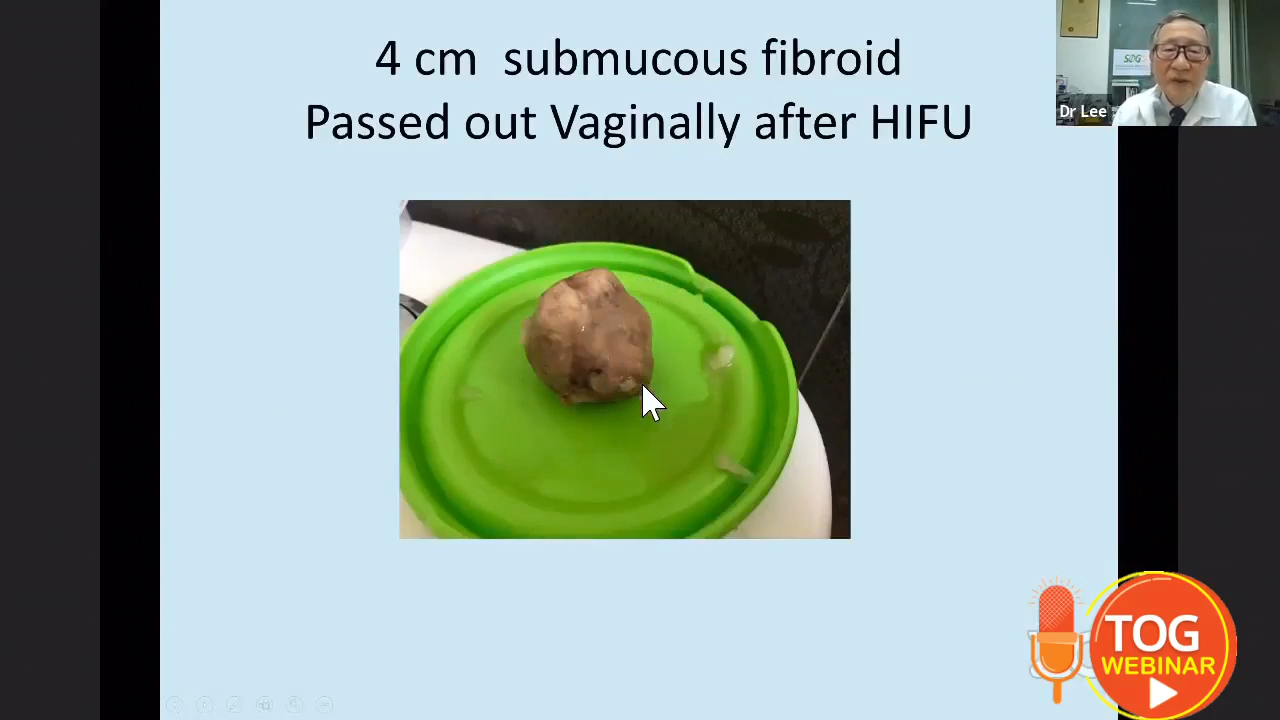 4 cm submucous fibroid
Passed out Vaginally after HIFU
Dr Lee
TOG
WEBINAR